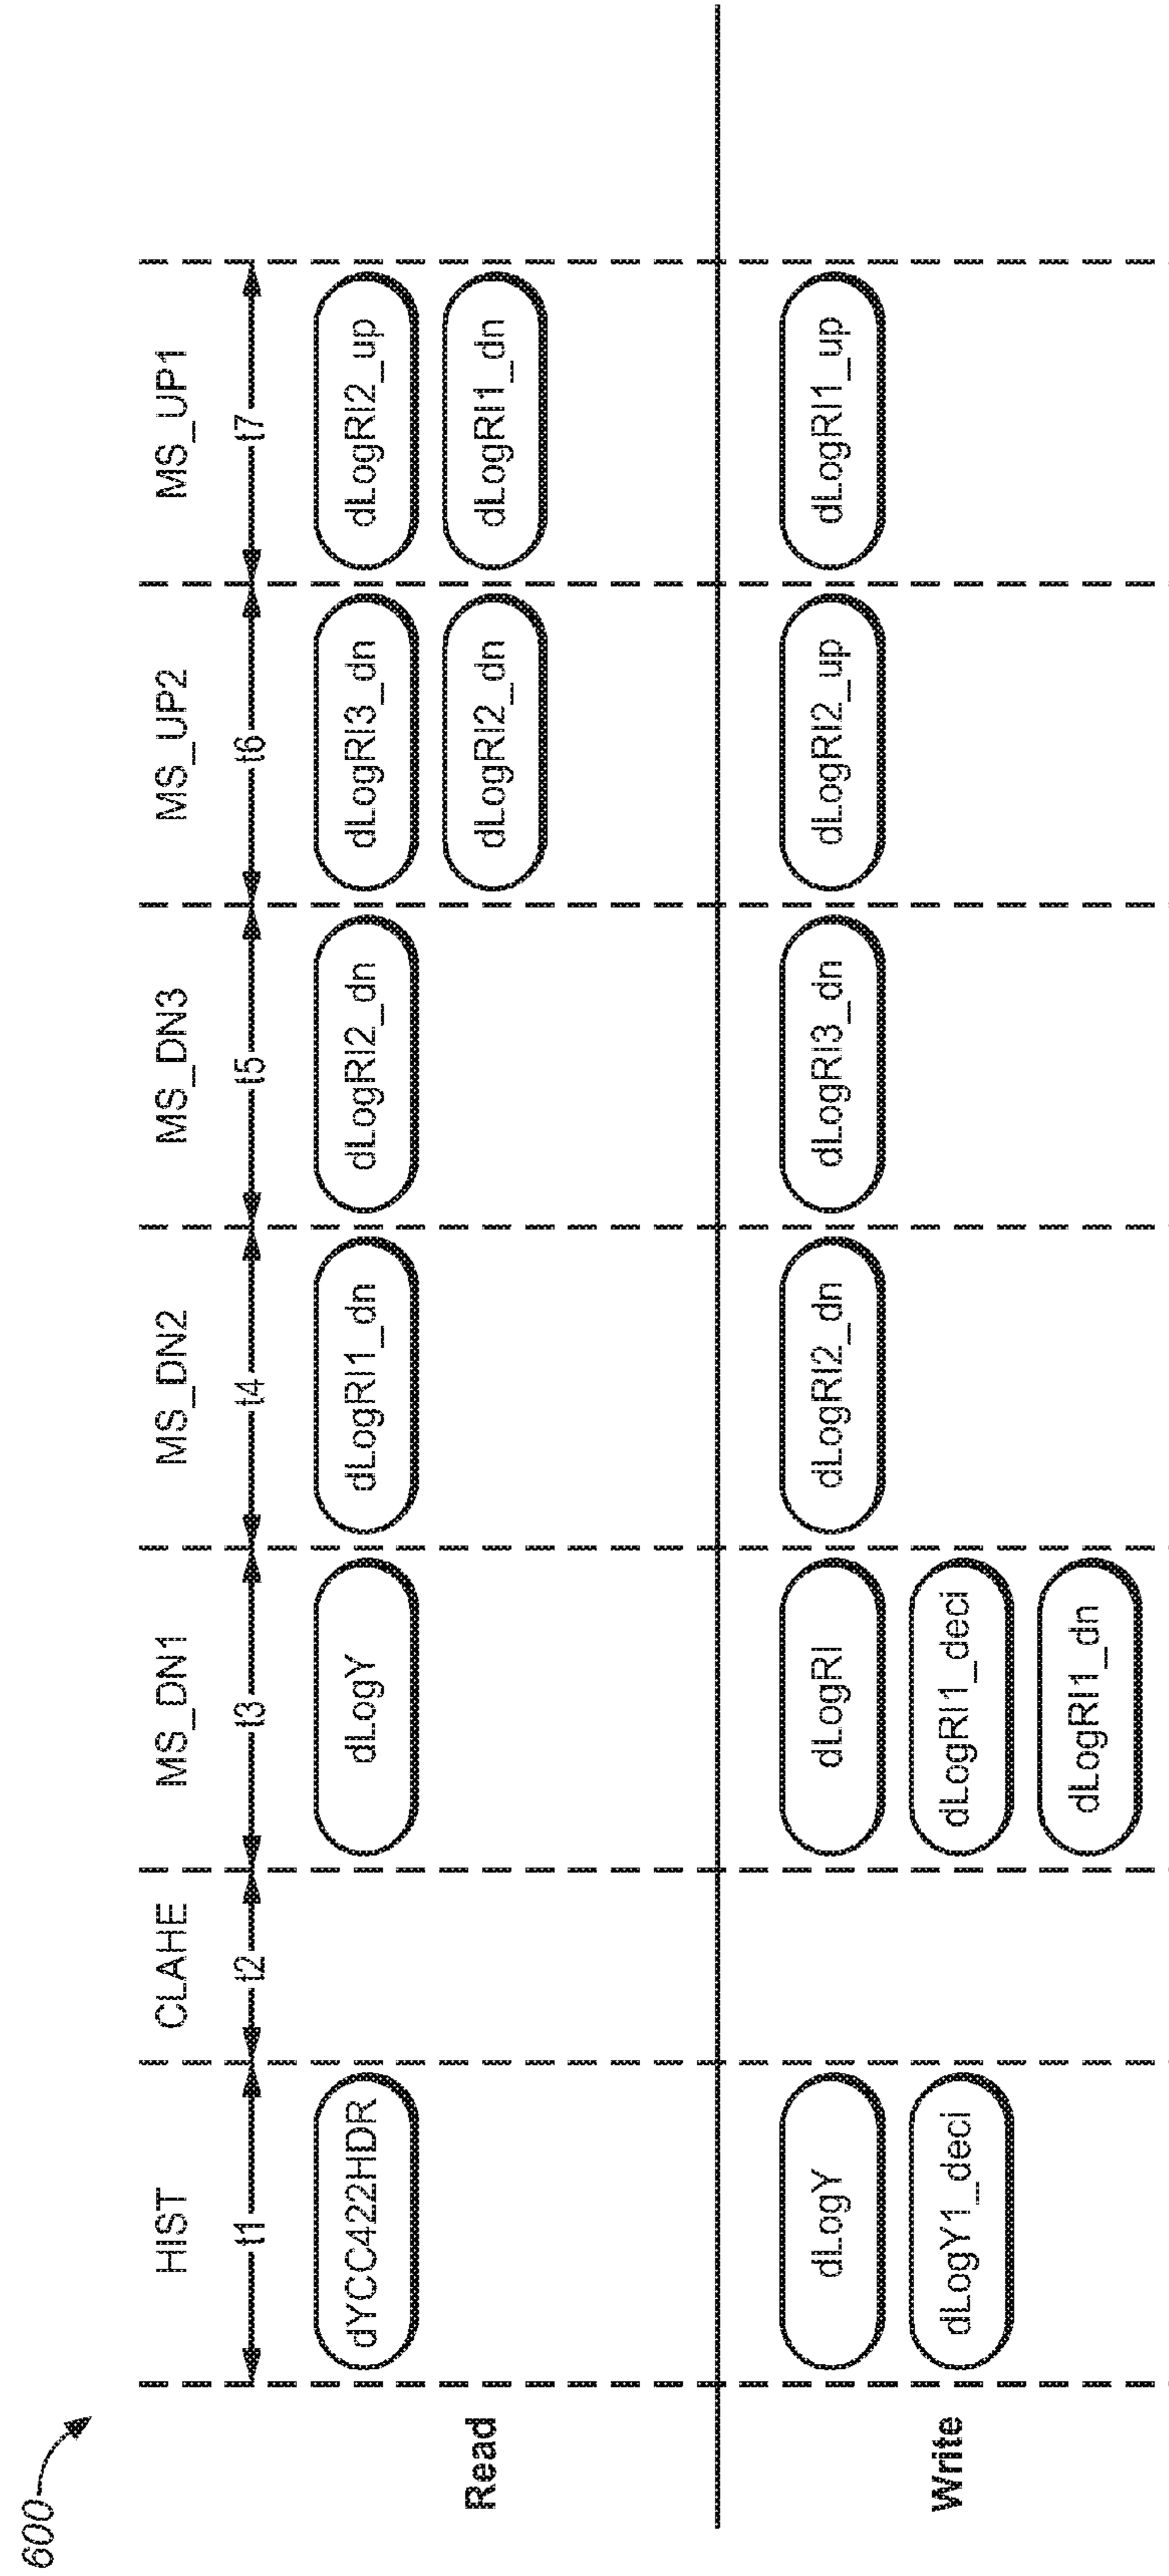 600
HIST CLAHE MS_DN1 MS_DN2 MS_DN3 MS_UP2 MS_UP1
t1 t2 t3 t4 t5 t6 t7
Read
dYCC422HDR dLogY dLogRI1_dn dLogRI2_dn dLogRI3_dn dLogRI2_up
dLogRI2_dn dLogRI1_dn
Write
dLogY dLogRI dLogRI2_dn dLogRI3_dn dLogRI2_up dLogRI1_up
dLogY1_deci dLogRI1_deci
dLogRI1_dn